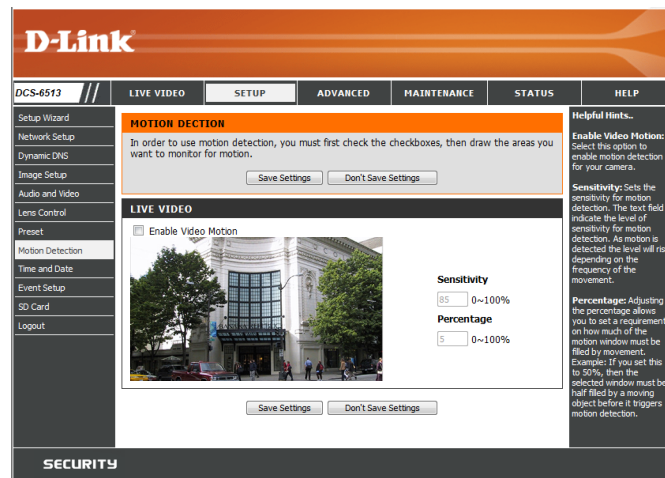 D-Link
DCS-6513
LIVE VIDEO
SETUP
ADVANCED
MAINTENANCE
STATUS
HELP
Setup Wizard
Network Setup
Dynamic DNS
Image Setup
Audio and Video
Lens Control
Preset
Motion Detection
Time and Date
Event Setup
SD Card
Logout
MOTION DECTION
In order to use motion detection, you must first check the checkboxes, then draw the areas you
want to monitor for motion.
Save Settings
Don't Save Settings
LIVE VIDEO
Enable Video Motion
Sensitivity
85 0~100%
Percentage
5 0~100%
Save Settings
Don't Save Settings
Helpful Hints..
Enable Video Motion:
Select this option to
enable motion detection
for your camera.
Sensitivity: Sets the
sensitivity for motion
detection. The text field
indicate the level of
sensitivity for motion
detection. As motion is
detected the level will ris
depending on the
frequency of the
movement.
Percentage: Adjusting
the percentage allows
you to set a requirement
on how much of the
motion window must be
filled by movement.
Example: If you set this
to 50%, then the
selected window must be
half filled by a moving
object before it triggers
motion detection.
SECURITY